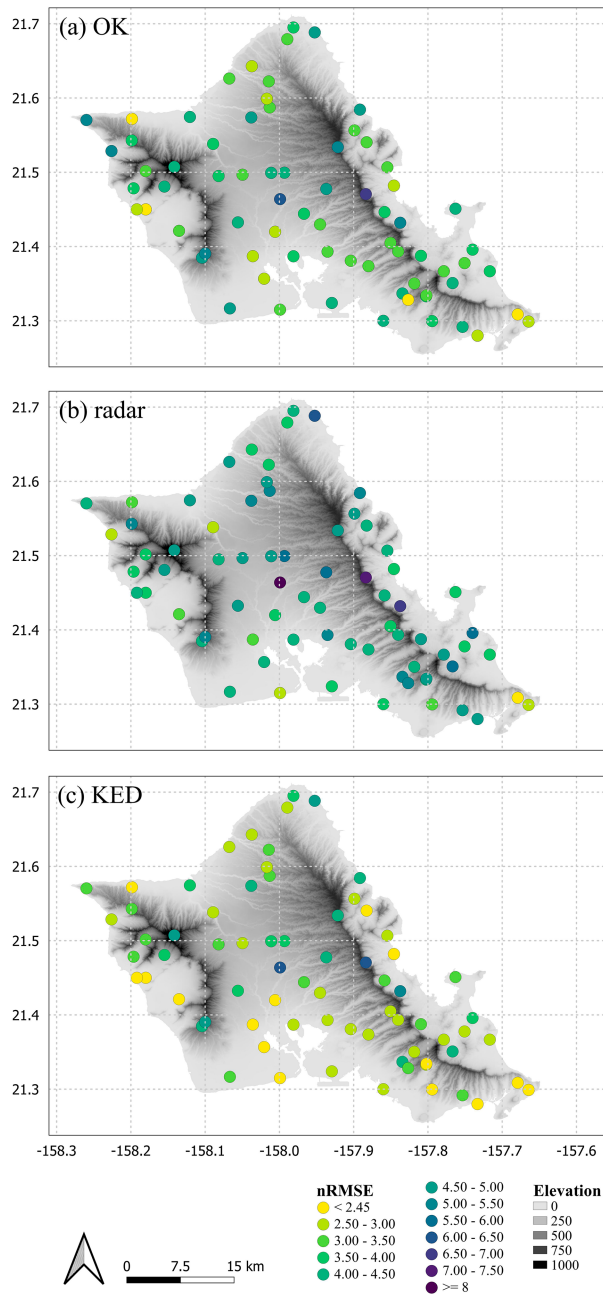 (a) OK
21.7
21.6
21.5
21.4
21.3
(b) radar
21.7
21.6
21.5
21.4
21.3
(c) KED
21.7
21.6
21.5
21.4
21.3
-158.3 -158.2 -158.1 -158.0 -157.9 -157.8 -157.7 -157.6
nRMSE
< 2.45
2.50 - 3.00
3.00 - 3.50
3.50 - 4.00
4.00 - 4.50
4.50 - 5.00
5.00 - 5.50
5.50 - 6.00
6.00 - 6.50
6.50 - 7.00
7.00 - 7.50
>= 8
Elevation
0
250
500
750
1000
0 7.5 15 km